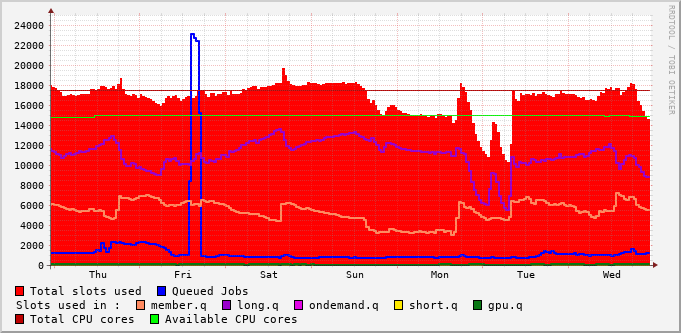 RRDTOOL / TOBI OETIKER
24000
22000
20000
18000
16000
14000
12000
10000
8000
6000
4000
2000
0
Thu Fri Sat Sun Mon Tue Wed
Total slots used Queued Jobs
Slots used in : member.q long.q ondemand.q short.q gpu.q
Total CPU cores Available CPU cores